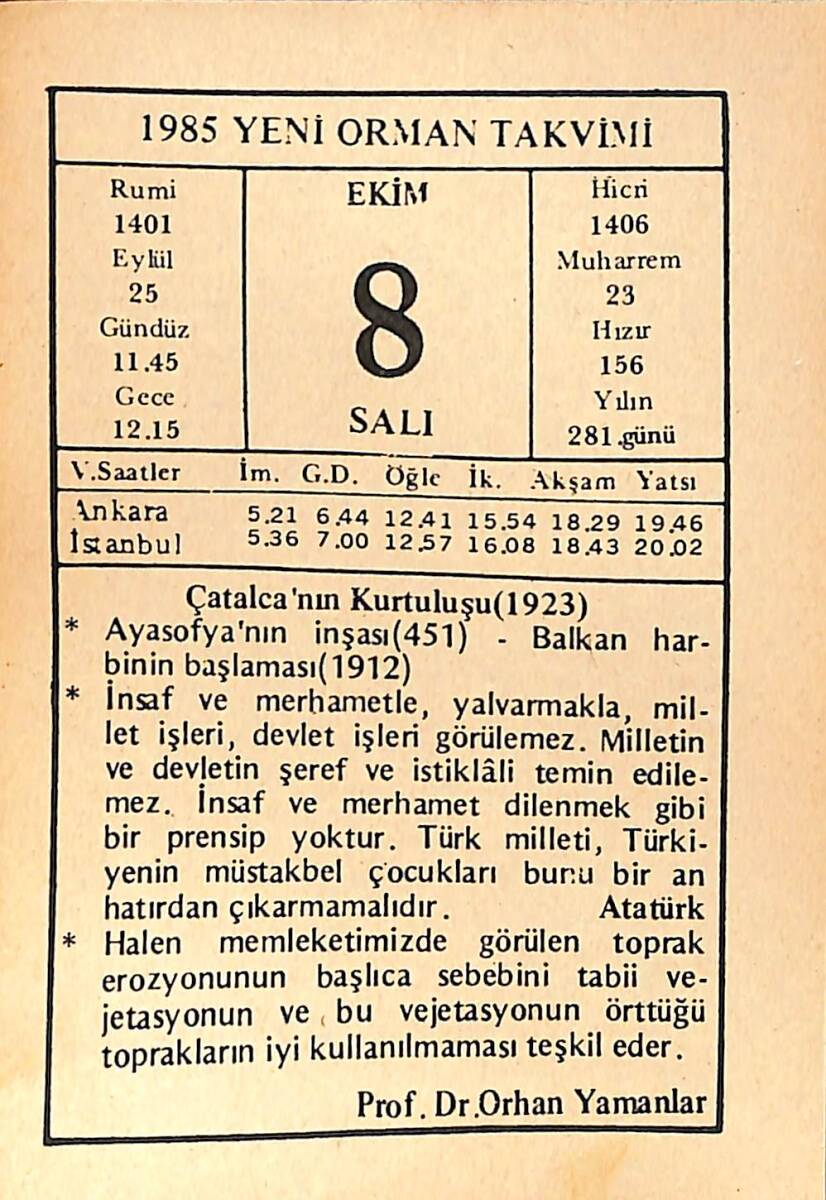 1985 YENİ ORMAN TAKVİMİ
Rumi
1401
Eylül
25
Gündüz
11.45
Gece
12.15
EKİM
8
SALI
Hicri
1406
Muharrem
23
Hızır
156
Yılın
281.günü
V.Saatler İm. G.D. Öğle İk. Akşam Yatsı
Ankara 5.21 6.44 12.41 15.54 18.29 19.46
İstanbul 5.36 7.00 12.57 16.08 18.43 20.02
Çatalca'nın Kurtuluşu(1923)
* Ayasofya'nın inşası(451) - Balkan har-
binin başlaması(1912)
* İnsaf ve merhametle, yalvarmakla, mil-
let işleri, devlet işleri görülemez. Milletin
ve devletin şeref ve istiklâli temin edile-
mez. İnsaf ve merhamet dilenmek gibi
bir prensip yoktur. Türk milleti, Türki-
yenin müstakbel çocukları bunu bir an
hatırdan çıkarmamalıdır. Atatürk
* Halen memleketimizde görülen toprak
erozyonunun başlıca sebebini tabii ve-
jetasyonun ve bu vejetasyonun örttüğü
toprakların iyi kullanılmaması teşkil eder.
Prof. Dr.Orhan Yamanlar